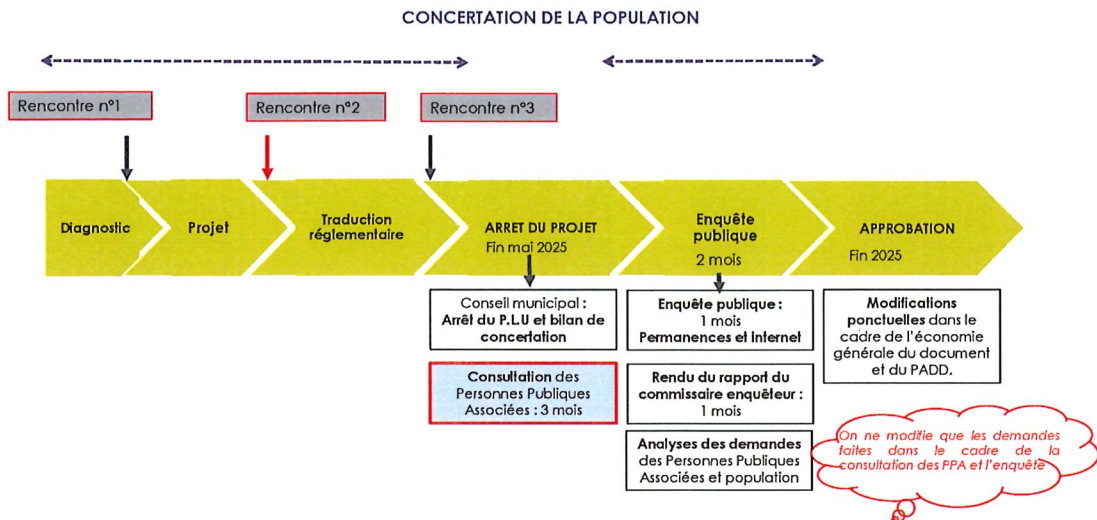 CONCERTATION DE LA POPULATION
Rencontre n°1
Rencontre n°2
Rencontre n°3
Diagnostic
Projet
Traduction
réglementaire
ARRET DU PROJET
Fin mai 2025
Enquête
publique
2 mois
APPROBATION
Fin 2025
Conseil municipal :
Arrêt du P.L.U et bilan de
concertation
Consultation des
Personnes Publiques
Associées : 3 mois
Enquête publique :
1 mois
Permanences et internet
Rendu du rapport du
commissaire enquêteur :
1 mois
Analyses des demandes
des Personnes Publiques
Associées et population
Modifications
ponctuelles dans le
cadre de l'économie
générale du document
et du PADD.
On ne modifie que les demandes
faites dans le cadre de la
consultation des PPA et l'enquête